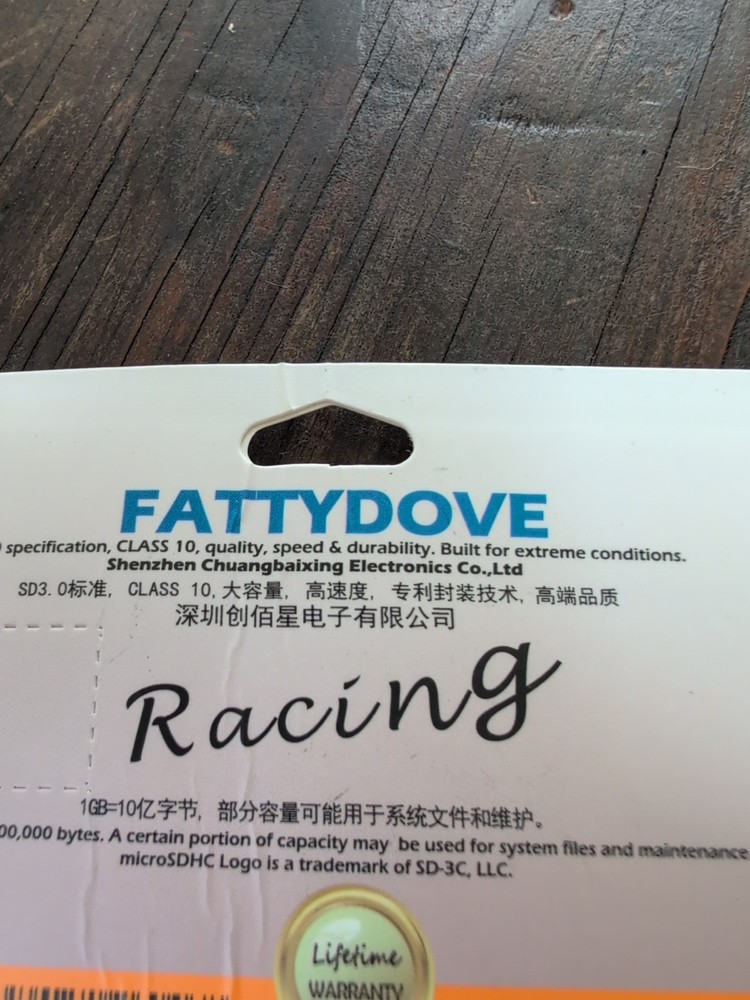 FATTYDOVE
specification, CLASS 10, quality, speed & durability. Built for extreme conditions.
Shenzhen Chuangbaixing Electronics Co.,Ltd
SD3.0标准, CLASS 10, 大容量, 高速度, 专利封装技术, 高端品质
深圳创佰星电子有限公司
Racing
1GB=10亿字节, 部分容量可能用于系统文件和维护。
00,000 bytes. A certain portion of capacity may be used for system files and maintenance
microSDHC Logo is a trademark of SD-3C, LLC.
Lifetime
WARRANTY